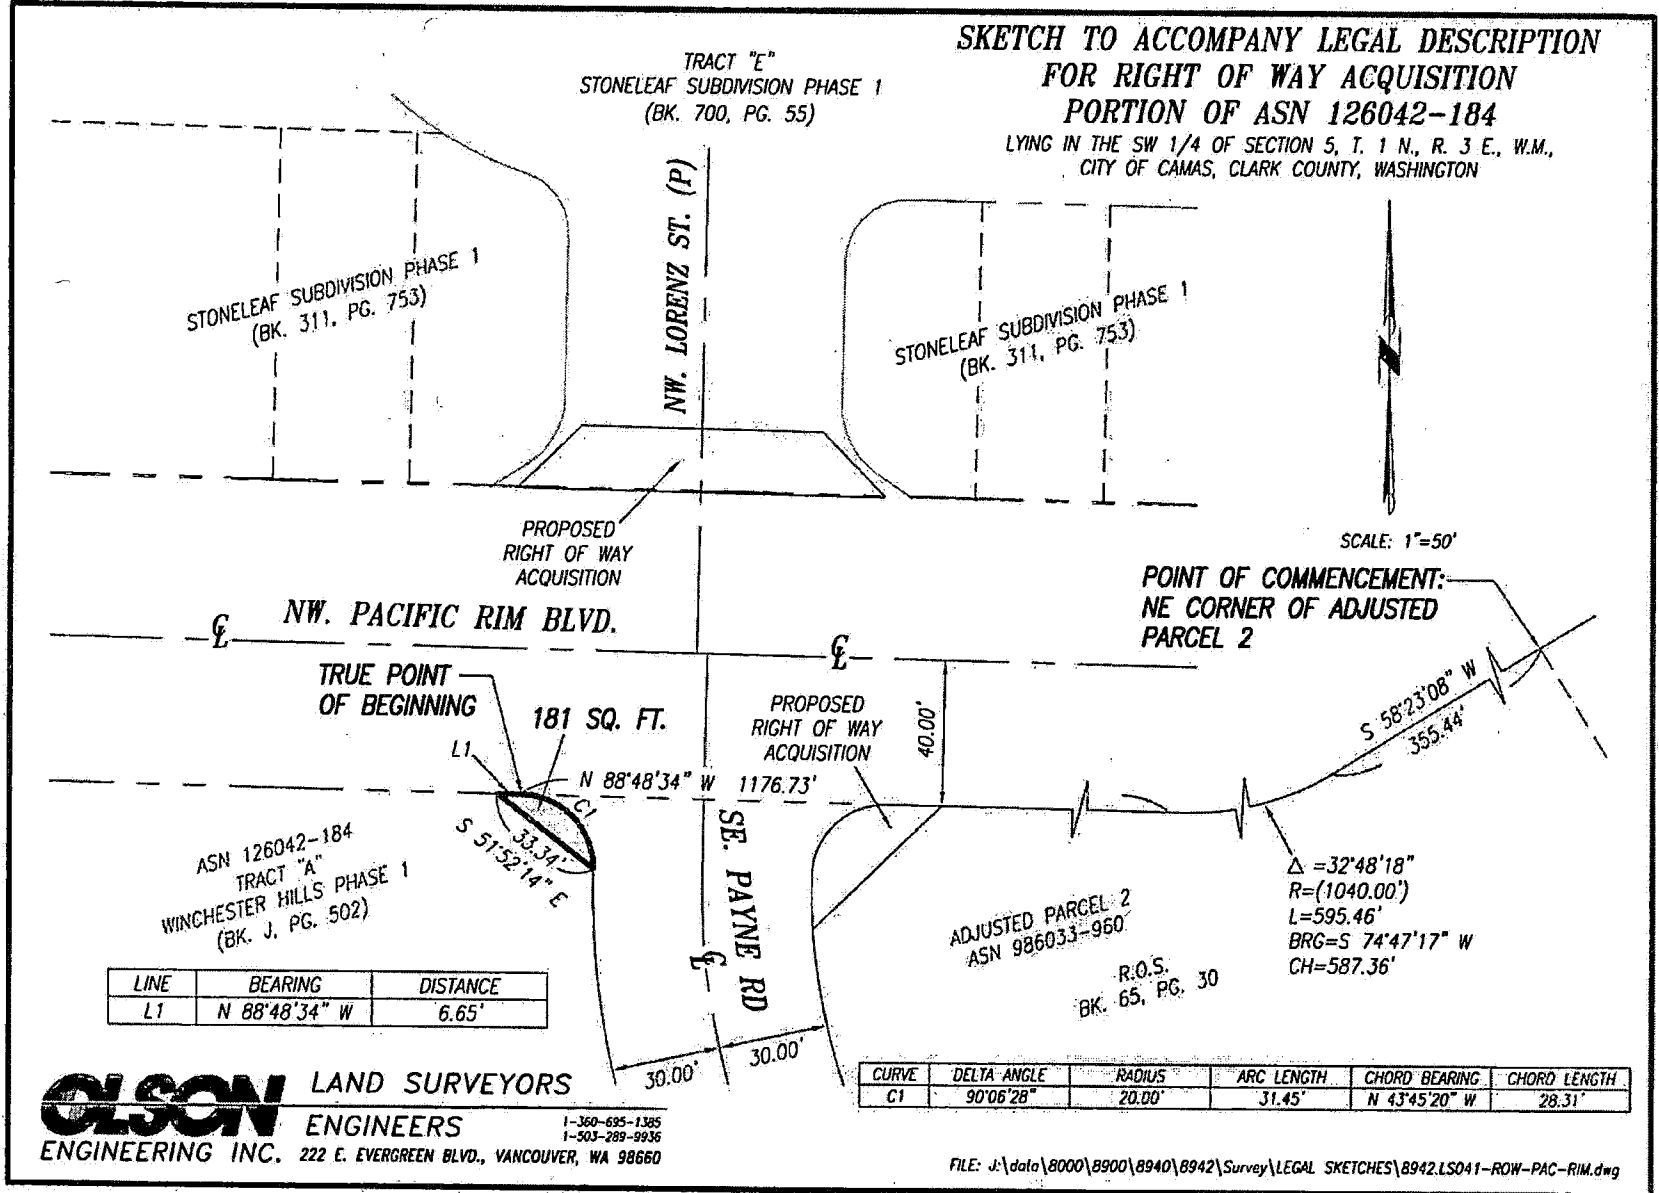 SKETCH TO ACCOMPANY LEGAL DESCRIPTION
FOR RIGHT OF WAY ACQUISITION
PORTION OF ASN 126042-184
LYING IN THE SW 1/4 OF SECTION 5, T. 1 N., R. 3 E., W.M.,
CITY OF CAMAS, CLARK COUNTY, WASHINGTON
TRACT "E"
STONELEAF SUBDIVISION PHASE 1
(BK. 700, PG. 55)
NW. LORENZ ST. (P)
STONELEAF SUBDIVISION PHASE 1
(BK. 311, PG. 753)
STONELEAF SUBDIVISION PHASE 1
(BK. 311, PG. 753)
PROPOSED
RIGHT OF WAY
ACQUISITION
SCALE: 1"=50'
POINT OF COMMENCEMENT:
NE CORNER OF ADJUSTED
PARCEL 2
NW. PACIFIC RIM BLVD.
CL
CL
TRUE POINT
OF BEGINNING
181 SQ. FT.
L1
N 88°48'34" W 1176.73'
C1
33.34'
S 51°52'14" E
PROPOSED
RIGHT OF WAY
ACQUISITION
40.00'
S 58°23'08" W
355.44'
SE. PAYNE RD
CL
30.00'
30.00'
ASN 126042-184
TRACT "A"
WINCHESTER HILLS PHASE 1
(BK. J, PG. 502)
ADJUSTED PARCEL 2
ASN 986033-960
R.O.S.
BK. 65, PG. 30
Δ =32°48'18"
R=(1040.00')
L=595.46'
BRG=S 74°47'17" W
CH=587.36'
LINE BEARING DISTANCE
L1 N 88°48'34" W 6.65'
CURVE DELTA ANGLE RADIUS ARC LENGTH CHORD BEARING CHORD LENGTH
C1 90°06'28" 20.00' 31.45' N 43°45'20" W 28.31'
OLSON
ENGINEERING INC.
LAND SURVEYORS
ENGINEERS
1-360-695-1385
1-503-289-9936
222 E. EVERGREEN BLVD., VANCOUVER, WA 98660
FILE: J:\data\8000\8900\8940\8942\Survey\LEGAL SKETCHES\8942.LS041-ROW-PAC-RIM.dwg